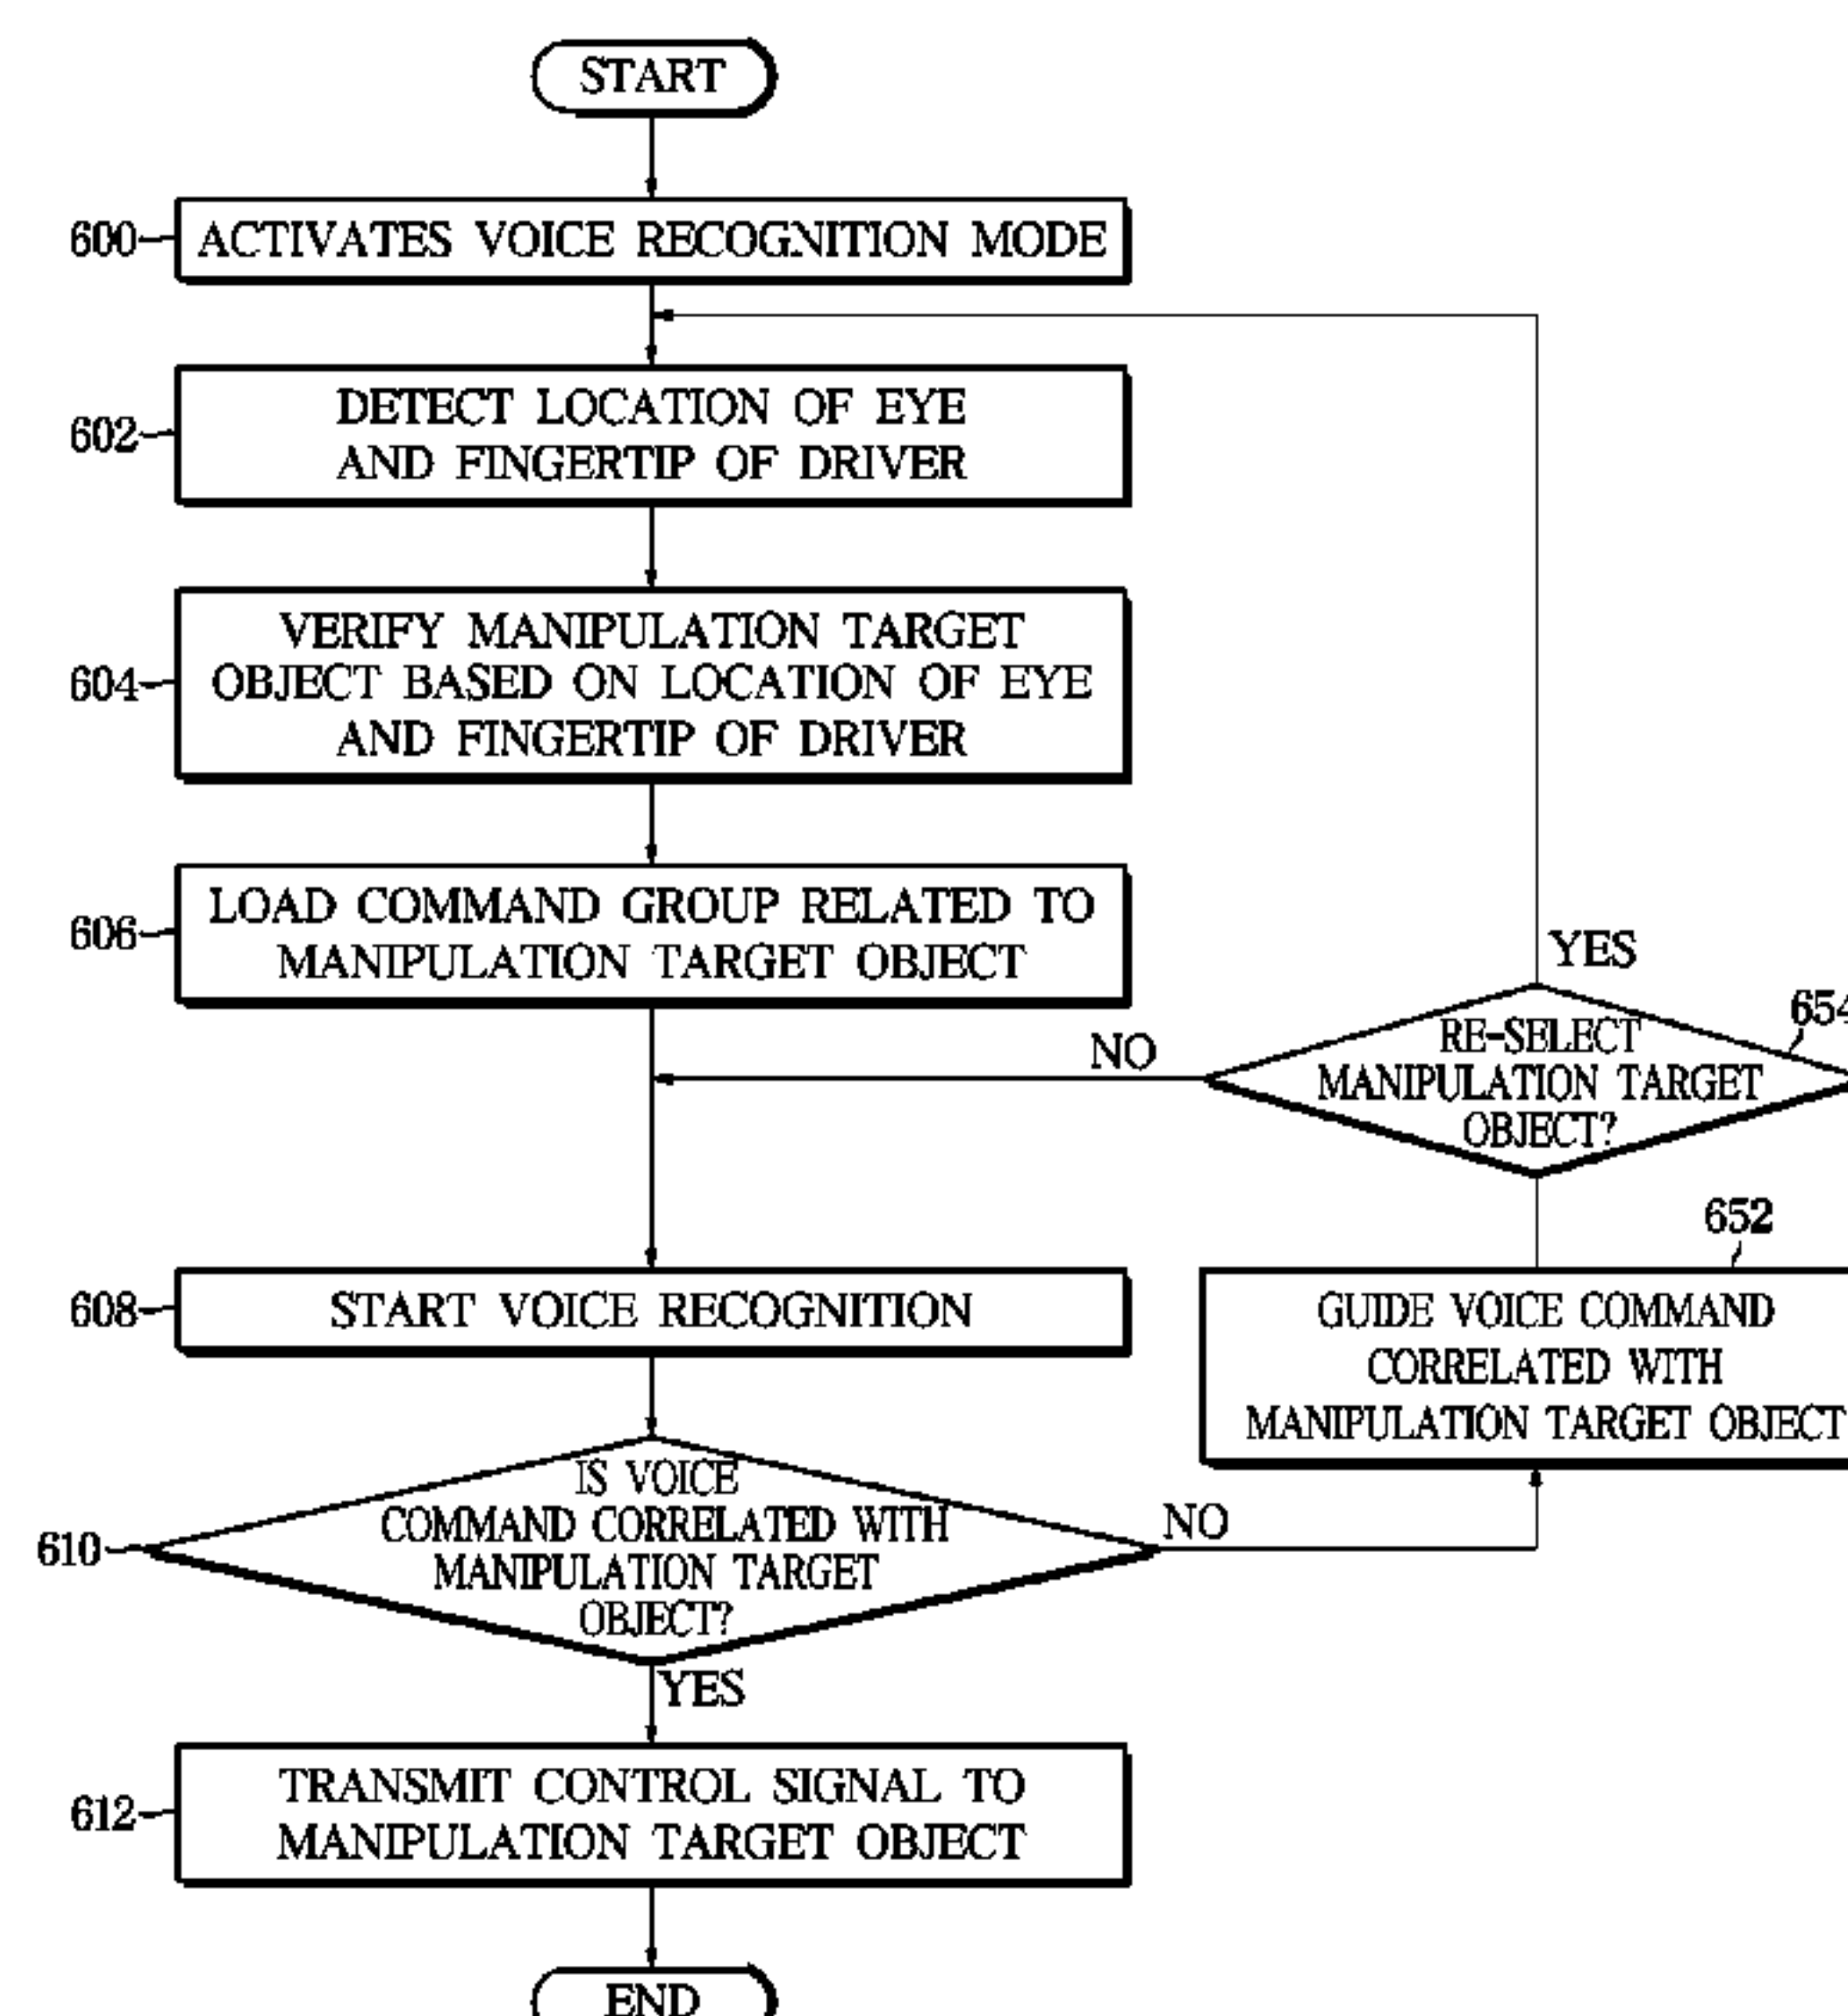 START
600
ACTIVATES VOICE RECOGNITION MODE
602
DETECT LOCATION OF EYE
AND FINGERTIP OF DRIVER
604
VERIFY MANIPULATION TARGET
OBJECT BASED ON LOCATION OF EYE
AND FINGERTIP OF DRIVER
606
LOAD COMMAND GROUP RELATED TO
MANIPULATION TARGET OBJECT
YES
654
NO
RE-SELECT
MANIPULATION TARGET
OBJECT?
652
608
START VOICE RECOGNITION
GUIDE VOICE COMMAND
CORRELATED WITH
MANIPULATION TARGET OBJECT
610
IS VOICE
COMMAND CORRELATED WITH
MANIPULATION TARGET
OBJECT?
NO
YES
612
TRANSMIT CONTROL SIGNAL TO
MANIPULATION TARGET OBJECT
END